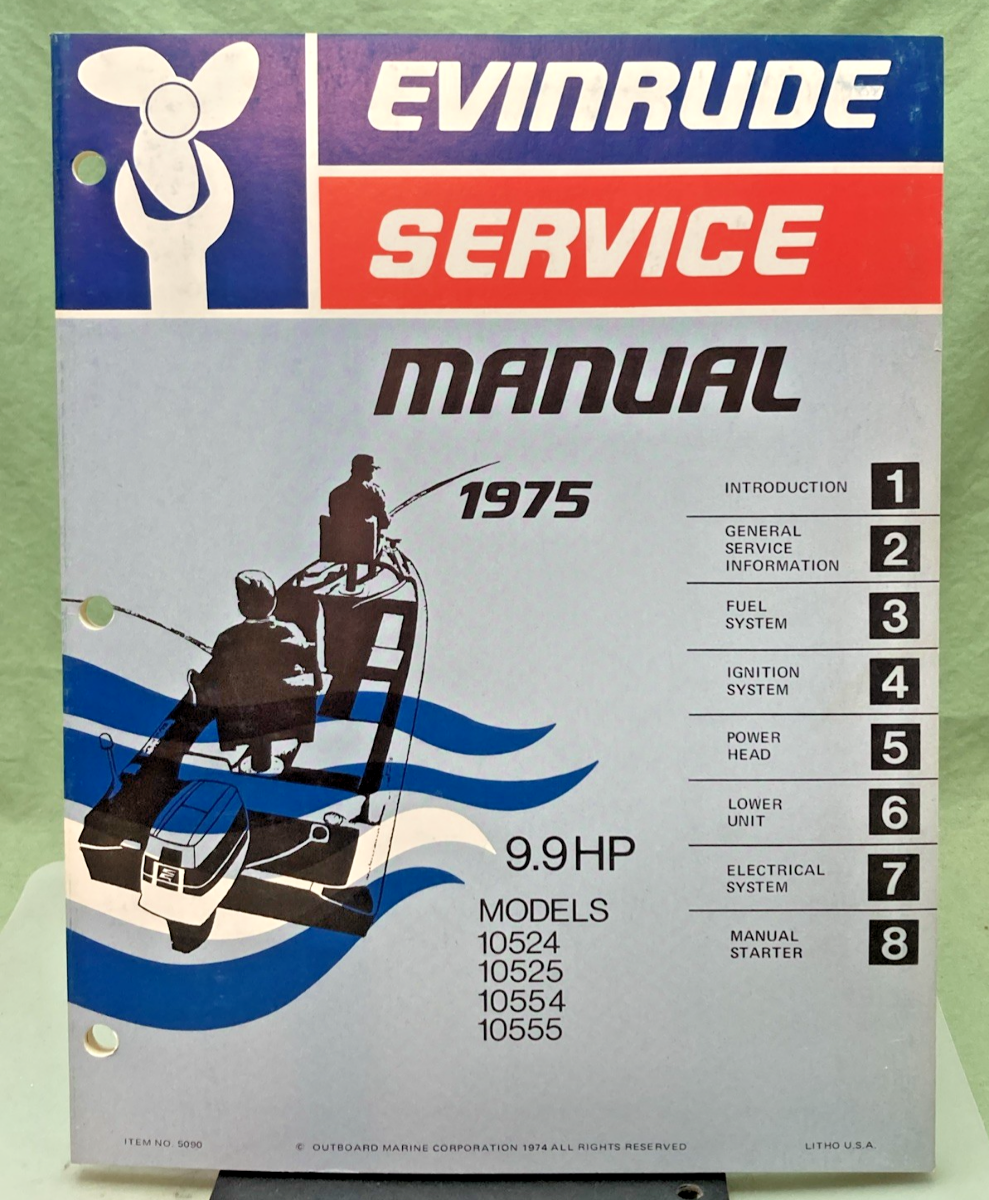 EVINRUDE
SERVICE
MANUAL
1975
INTRODUCTION 1
GENERAL
SERVICE
INFORMATION 2
FUEL
SYSTEM 3
IGNITION
SYSTEM 4
POWER
HEAD 5
LOWER
UNIT 6
ELECTRICAL
SYSTEM 7
MANUAL
STARTER 8
9.9HP
MODELS
10524
10525
10554
10555
ITEM NO. 5090
© OUTBOARD MARINE CORPORATION 1974 ALL RIGHTS RESERVED
LITHO U.S.A.